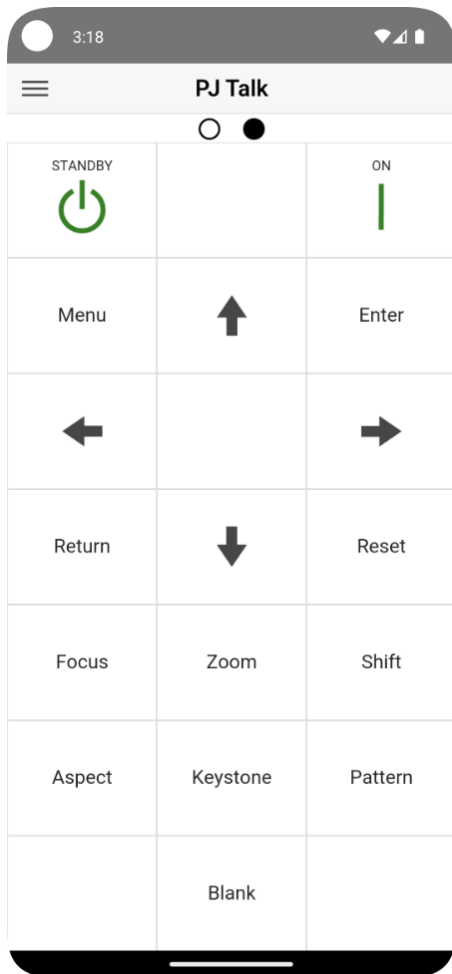 3:18
PJ Talk
STANDBY
ON
Menu
Enter
Return
Reset
Focus
Zoom
Shift
Aspect
Keystone
Pattern
Blank